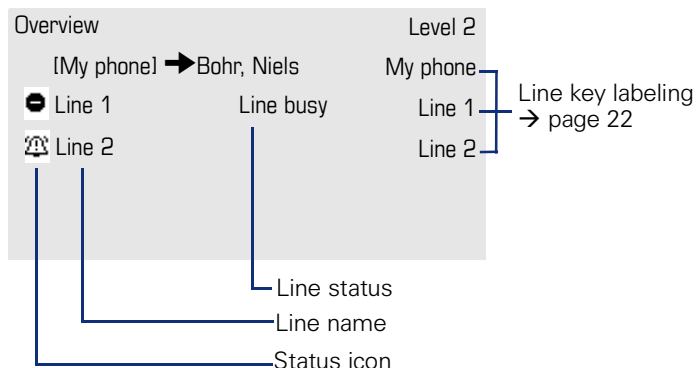 Overview Level 2
[My phone] ➔Bohr, Niels My phone
Line 1 Line busy Line 1
Line 2 Line 2
Line key labeling
→ page 22
Line status
Line name
Status icon